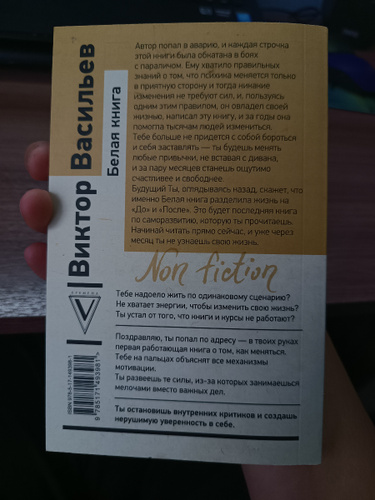 Автор попал в аварию, и каждая строчка
этой книги была обкатана в боях
с параличом. Ему хватило правильных
знаний о том, что психика меняется только
в приятную сторону и тогда никакие
изменения не требуют сил, и, пользуясь
одним этим правилом, он овладел своей
жизнью, написал эту книгу, и за годы она
помогла тысячам людей измениться.
Тебе больше не придется с собой бороться
и себя заставлять — ты будешь менять
любые привычки, не вставая с дивана,
и за пару месяцев станешь ощутимо
счастливее и свободнее.
Будущий Ты, оглядываясь назад, скажет, что
именно Белая книга разделила жизнь на
«До» и «После». Это будет последняя книга
по саморазвитию, которую ты прочитаешь.
Начинай читать прямо сейчас, и уже через
месяц ты не узнаешь свою жизнь.
Виктор Васильев
Белая книга
Non fiction
Тебе надоело жить по одинаковому сценарию?
Не хватает энергии, чтобы изменить свою жизнь?
Ты устал от того, что книги и курсы не работают?
Поздравляю, ты попал по адресу — в твоих руках
первая работающая книга о том, как меняться.
Тебе на пальцах объяснят все механизмы
мотивации.
Ты развеешь те силы, из-за которых занимаешься
мелочами вместо важных дел.
Ты остановишь внутренних критиков и создашь
нерушимую уверенность в себе.